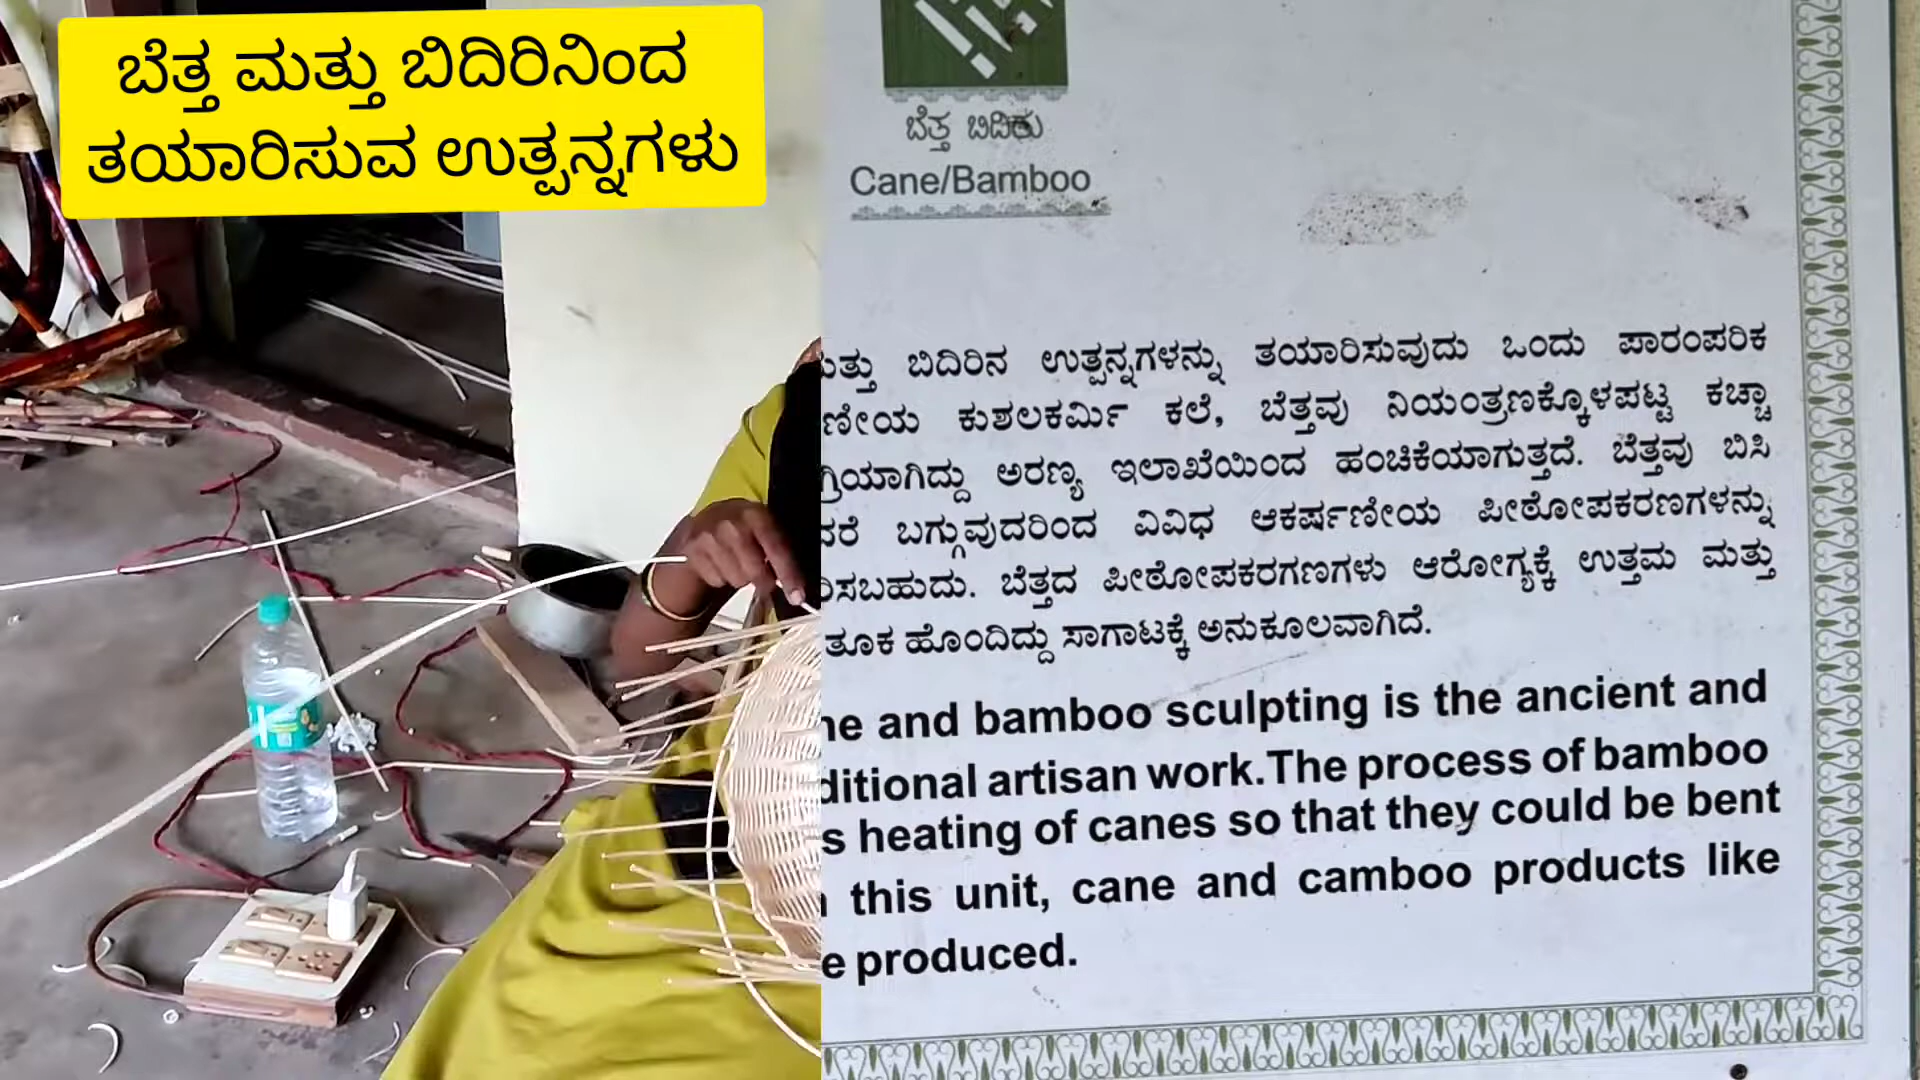 ಬೆತ್ತ ಮತ್ತು ಬಿದಿರಿನಿಂದ
ತಯಾರಿಸುವ ಉತ್ಪನ್ನಗಳು
ಬೆತ್ತ ಬಿದಿರು
Cane/Bamboo
ಬಿದಿರಿನ ಉತ್ಪನ್ನಗಳನ್ನು ತಯಾರಿಸುವುದು ಒಂದು ಪಾರಂಪರಿಕ
ಕುಶಲಕರ್ಮಿ ಕಲೆ, ಬೆತ್ತವು ನಿಯಂತ್ರಣಕ್ಕೊಳಪಟ್ಟ ಕಚ್ಚಾ
ಅರಣ್ಯ ಇಲಾಖೆಯಿಂದ ಹಂಚಿಕೆಯಾಗುತ್ತದೆ. ಬೆತ್ತವು ಬಿಸಿ
ಬಗ್ಗುವುದರಿಂದ ವಿವಿಧ ಆಕರ್ಷಣೀಯ ಪೀಠೋಪಕರಣಗಳನ್ನು
ಬೆತ್ತದ ಪೀಠೋಪಕರಗಣಗಳು ಆರೋಗ್ಯಕ್ಕೆ ಉತ್ತಮ ಮತ್ತು
ತೂಕ ಹೊಂದಿದ್ದು ಸಾಗಾಟಕ್ಕೆ ಅನುಕೂಲವಾಗಿದೆ.
and bamboo sculpting is the ancient and
artisan work.The process of bamboo
heating of canes so that they could be bent
this unit, cane and camboo products like
produced.